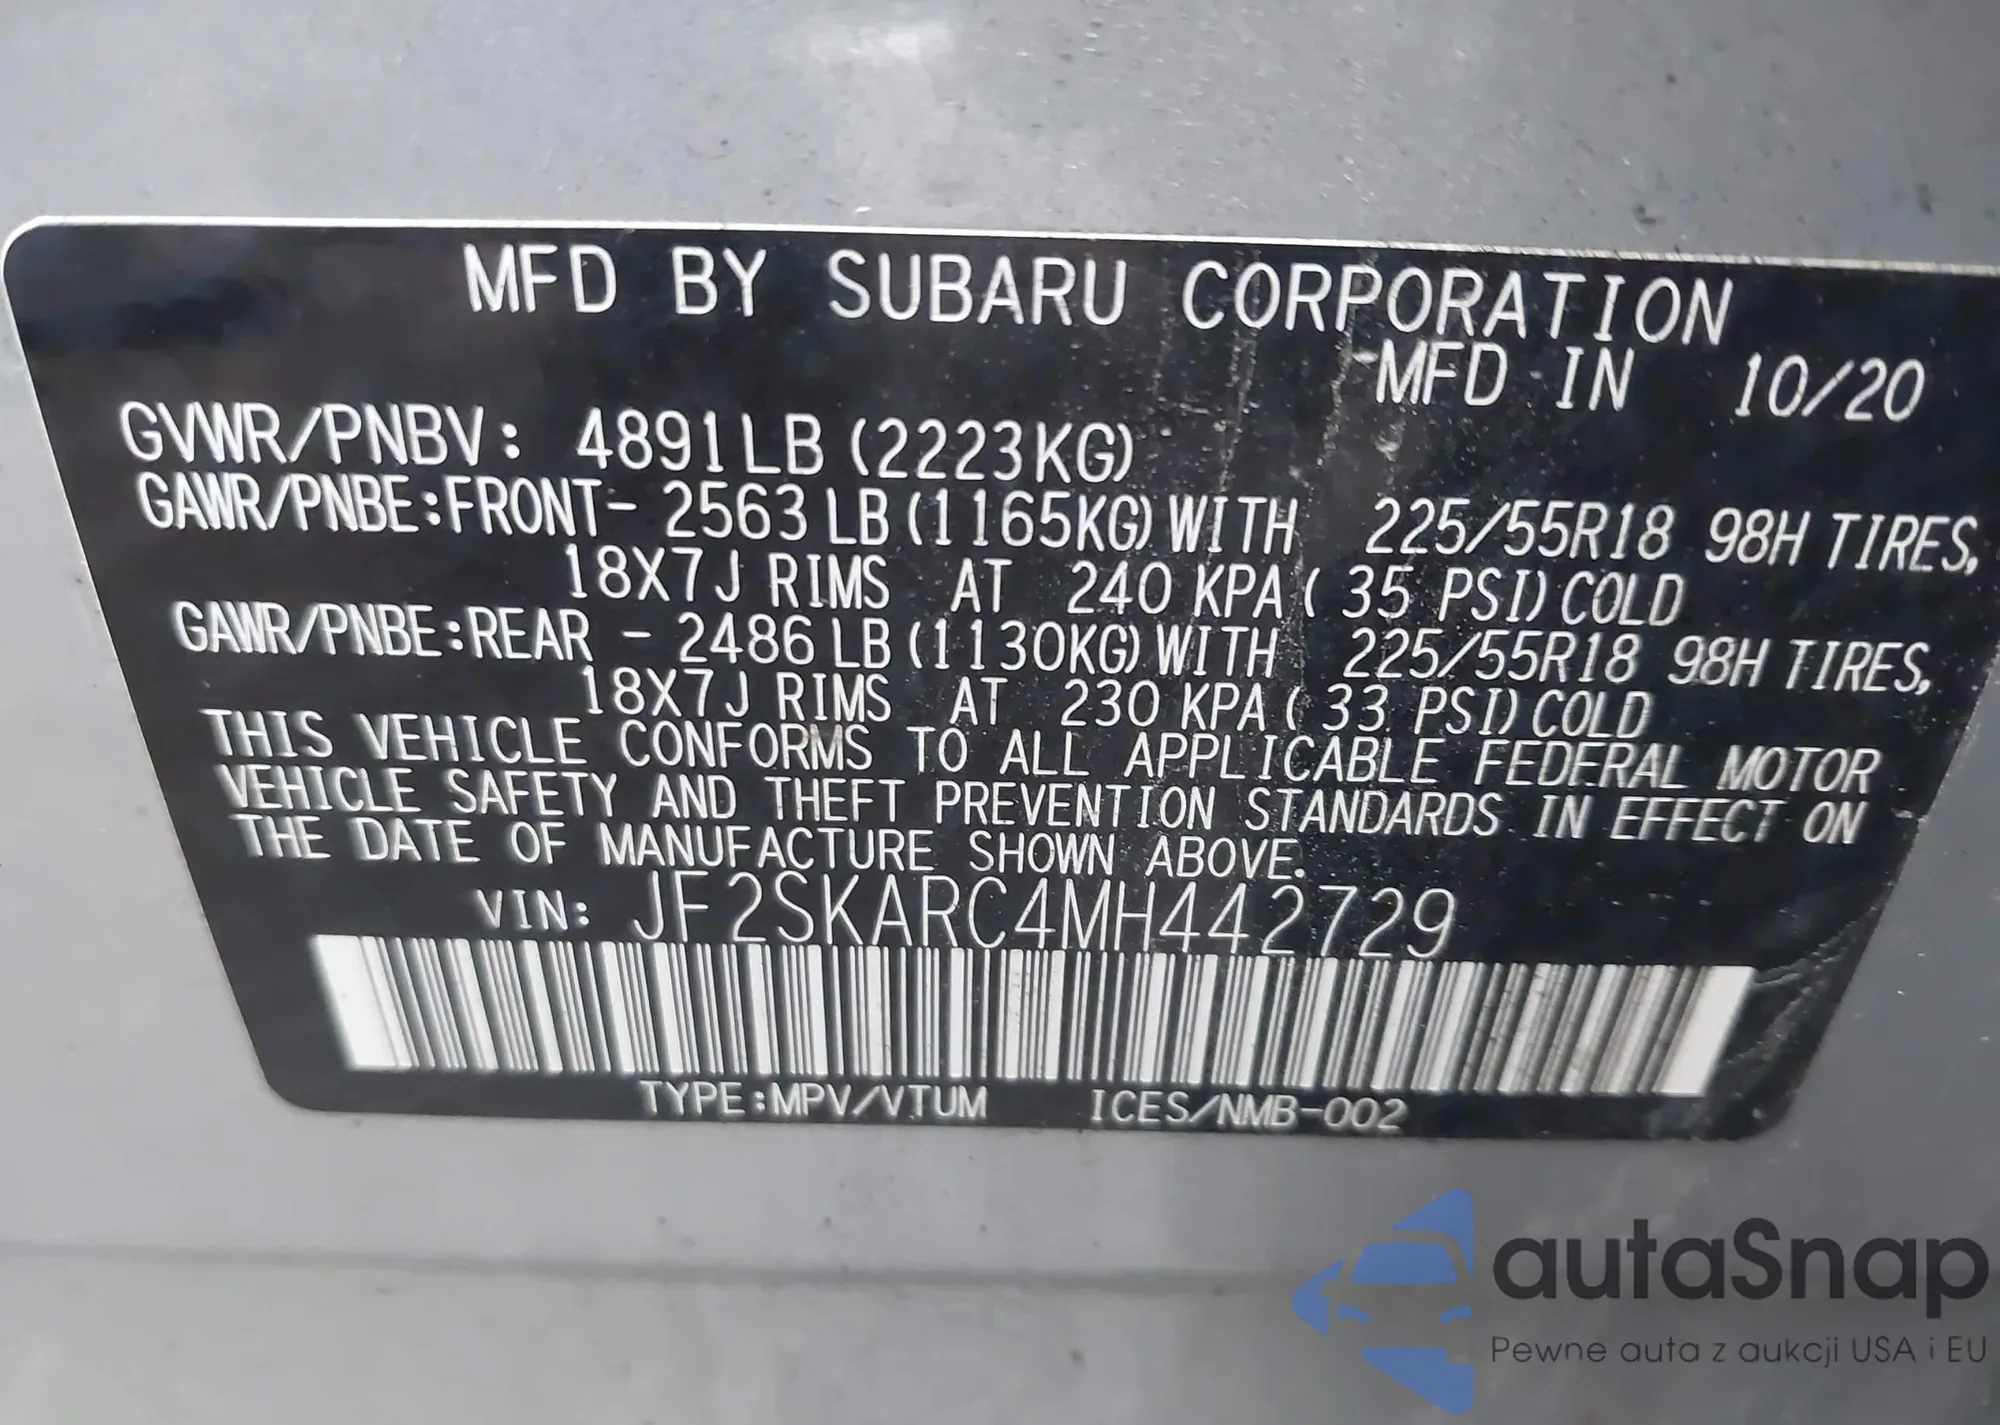 MFD BY SUBARU CORPORATION
MFD IN 10/20
GVWR/PNBV: 4891LB (2223KG)
GAWR/PNBE:FRONT- 2563 LB (1165KG) WITH 225/55R18 98H TIRES,
18X7J RIMS AT 240 KPA ( 35 PSI) COLD
GAWR/PNBE:REAR - 2486 LB (1130KG) WITH 225/55R18 98H TIRES,
18X7J RIMS AT 230 KPA ( 33 PSI) COLD
THIS VEHICLE CONFORMS TO ALL APPLICABLE FEDERAL MOTOR
VEHICLE SAFETY AND THEFT PREVENTION STANDARDS IN EFFECT ON
THE DATE OF MANUFACTURE SHOWN ABOVE.
VIN: JF2SKARC4MH442729
TYPE:MPV/VTUM ICES/NMB-002
autaSnap
Pewne auta z aukcji USA i EU